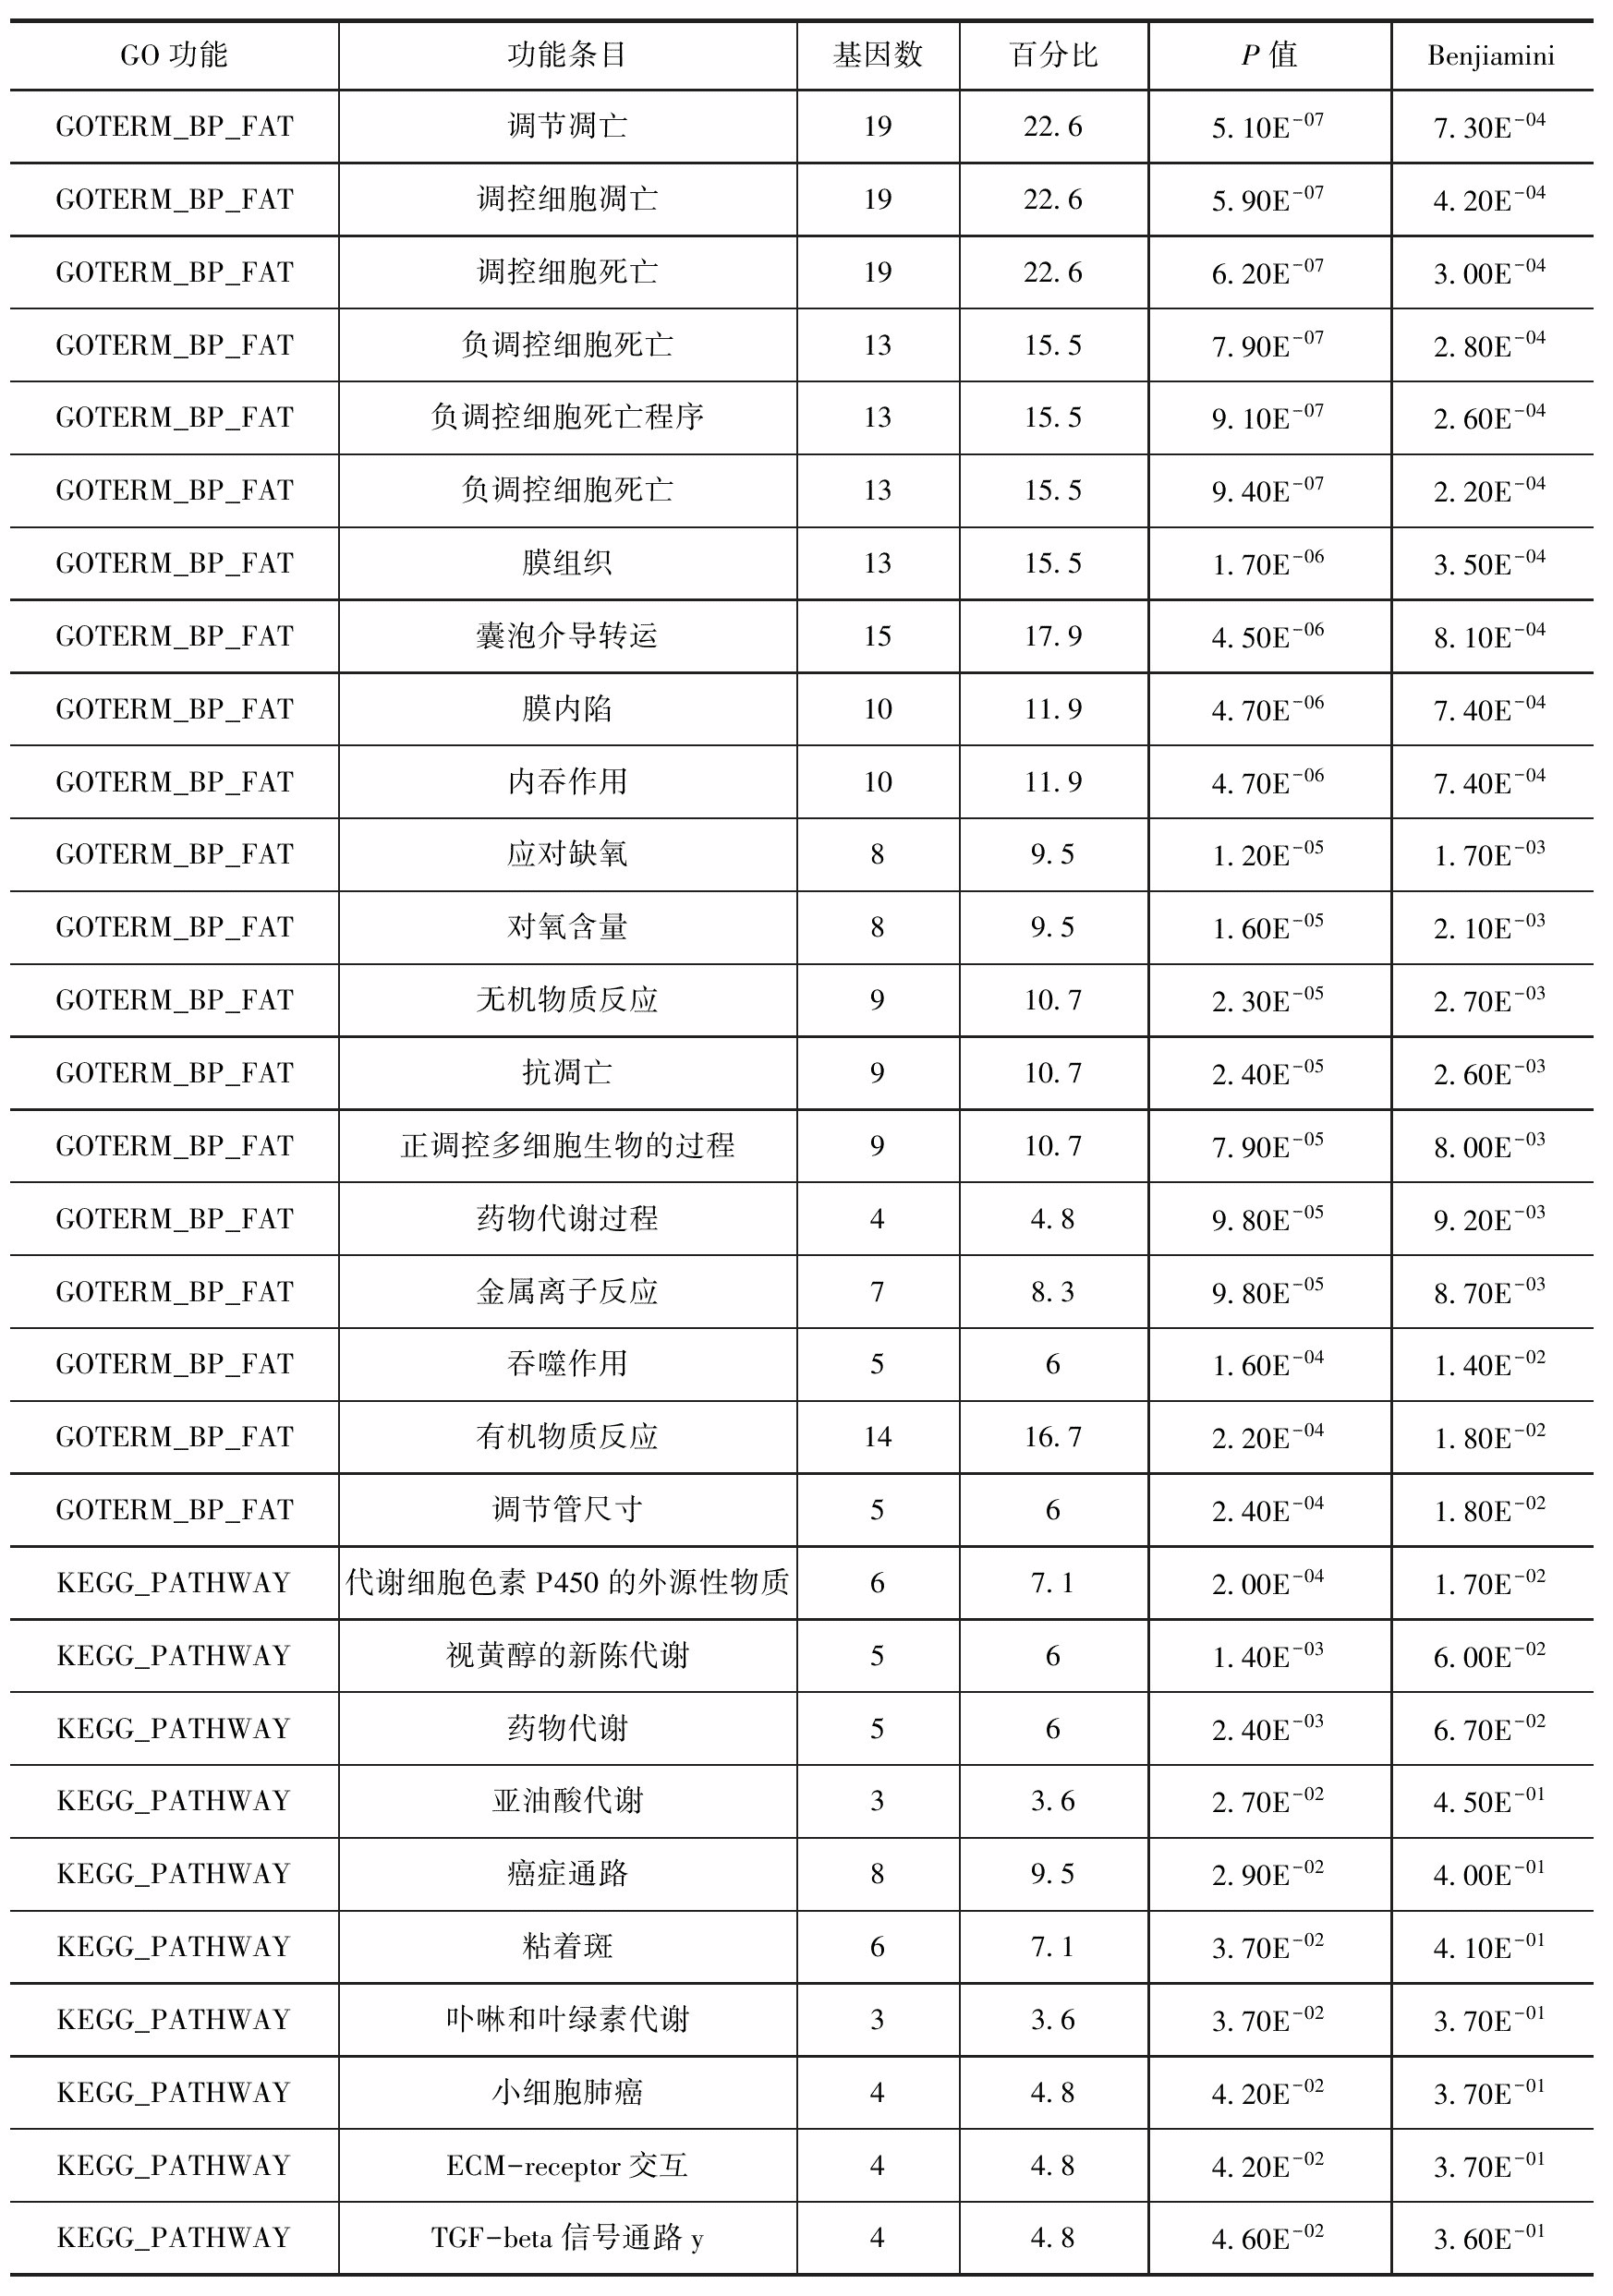 GO 功能 功能条目 基因数 百分比 P 值 Benjiamini
GOTERM_BP_FAT 调节凋亡 19 22.6 5.10E-07 7.30E-04
GOTERM_BP_FAT 调控细胞凋亡 19 22.6 5.90E-07 4.20E-04
GOTERM_BP_FAT 调控细胞死亡 19 22.6 6.20E-07 3.00E-04
GOTERM_BP_FAT 负调控细胞死亡 13 15.5 7.90E-07 2.80E-04
GOTERM_BP_FAT 负调控细胞死亡程序 13 15.5 9.10E-07 2.60E-04
GOTERM_BP_FAT 负调控细胞死亡 13 15.5 9.40E-07 2.20E-04
GOTERM_BP_FAT 膜组织 13 15.5 1.70E-06 3.50E-04
GOTERM_BP_FAT 囊泡介导转运 15 17.9 4.50E-06 8.10E-04
GOTERM_BP_FAT 膜内陷 10 11.9 4.70E-06 7.40E-04
GOTERM_BP_FAT 内吞作用 10 11.9 4.70E-06 7.40E-04
GOTERM_BP_FAT 应对缺氧 8 9.5 1.20E-05 1.70E-03
GOTERM_BP_FAT 对氧含量 8 9.5 1.60E-05 2.10E-03
GOTERM_BP_FAT 无机物质反应 9 10.7 2.30E-05 2.70E-03
GOTERM_BP_FAT 抗凋亡 9 10.7 2.40E-05 2.60E-03
GOTERM_BP_FAT 正调控多细胞生物的过程 9 10.7 7.90E-05 8.00E-03
GOTERM_BP_FAT 药物代谢过程 4 4.8 9.80E-05 9.20E-03
GOTERM_BP_FAT 金属离子反应 7 8.3 9.80E-05 8.70E-03
GOTERM_BP_FAT 吞噬作用 5 6 1.60E-04 1.40E-02
GOTERM_BP_FAT 有机物质反应 14 16.7 2.20E-04 1.80E-02
GOTERM_BP_FAT 调节管尺寸 5 6 2.40E-04 1.80E-02
KEGG_PATHWAY 代谢细胞色素 P450 的外源性物质 6 7.1 2.00E-04 1.70E-02
KEGG_PATHWAY 视黄醇的新陈代谢 5 6 1.40E-03 6.00E-02
KEGG_PATHWAY 药物代谢 5 6 2.40E-03 6.70E-02
KEGG_PATHWAY 亚油酸代谢 3 3.6 2.70E-02 4.50E-01
KEGG_PATHWAY 癌症通路 8 9.5 2.90E-02 4.00E-01
KEGG_PATHWAY 粘着斑 6 7.1 3.70E-02 4.10E-01
KEGG_PATHWAY 卟啉和叶绿素代谢 3 3.6 3.70E-02 3.70E-01
KEGG_PATHWAY 小细胞肺癌 4 4.8 4.20E-02 3.70E-01
KEGG_PATHWAY ECM-receptor 交互 4 4.8 4.20E-02 3.70E-01
KEGG_PATHWAY TGF-beta 信号通路 y 4 4.8 4.60E-02 3.60E-01